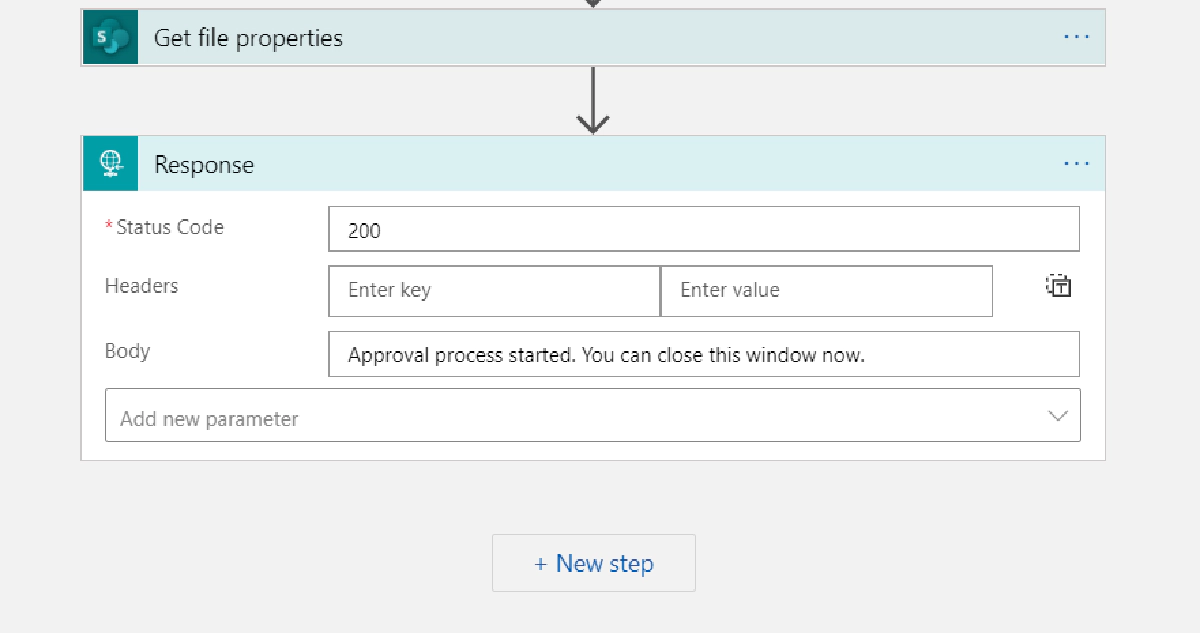 S
Get file properties
...
Response
...
*Status Code
200
Headers
Enter key
Enter value
T
Body
Approval process started. You can close this window now.
Add new parameter
+ New step